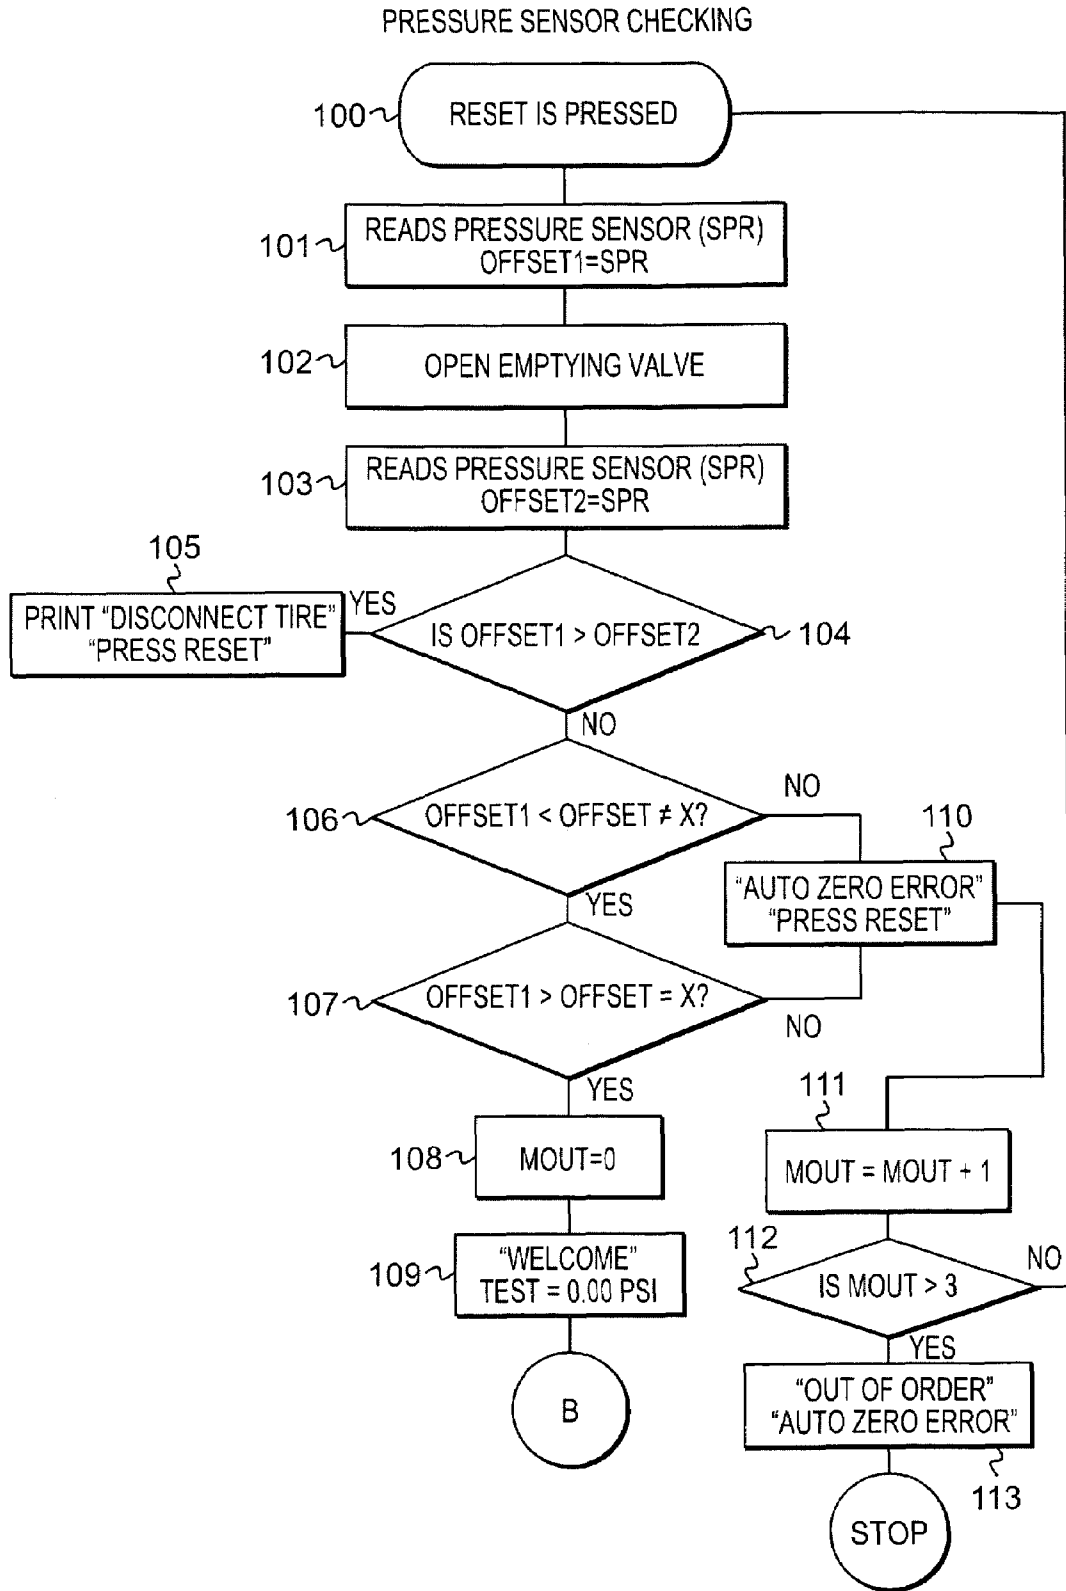 PRESSURE SENSOR CHECKING
100
RESET IS PRESSED
101
READS PRESSURE SENSOR (SPR)
OFFSET1=SPR
102
OPEN EMPTYING VALVE
103
READS PRESSURE SENSOR (SPR)
OFFSET2=SPR
105
PRINT “DISCONNECT TIRE”
“PRESS RESET”
YES
IS OFFSET1 > OFFSET2
104
NO
106
OFFSET1 < OFFSET ≠ X?
NO
YES
110
“AUTO ZERO ERROR”
“PRESS RESET”
107
OFFSET1 > OFFSET = X?
NO
YES
108
MOUT=0
111
MOUT = MOUT + 1
109
“WELCOME”
TEST = 0.00 PSI
112
IS MOUT > 3
NO
YES
B
“OUT OF ORDER”
“AUTO ZERO ERROR”
113
STOP